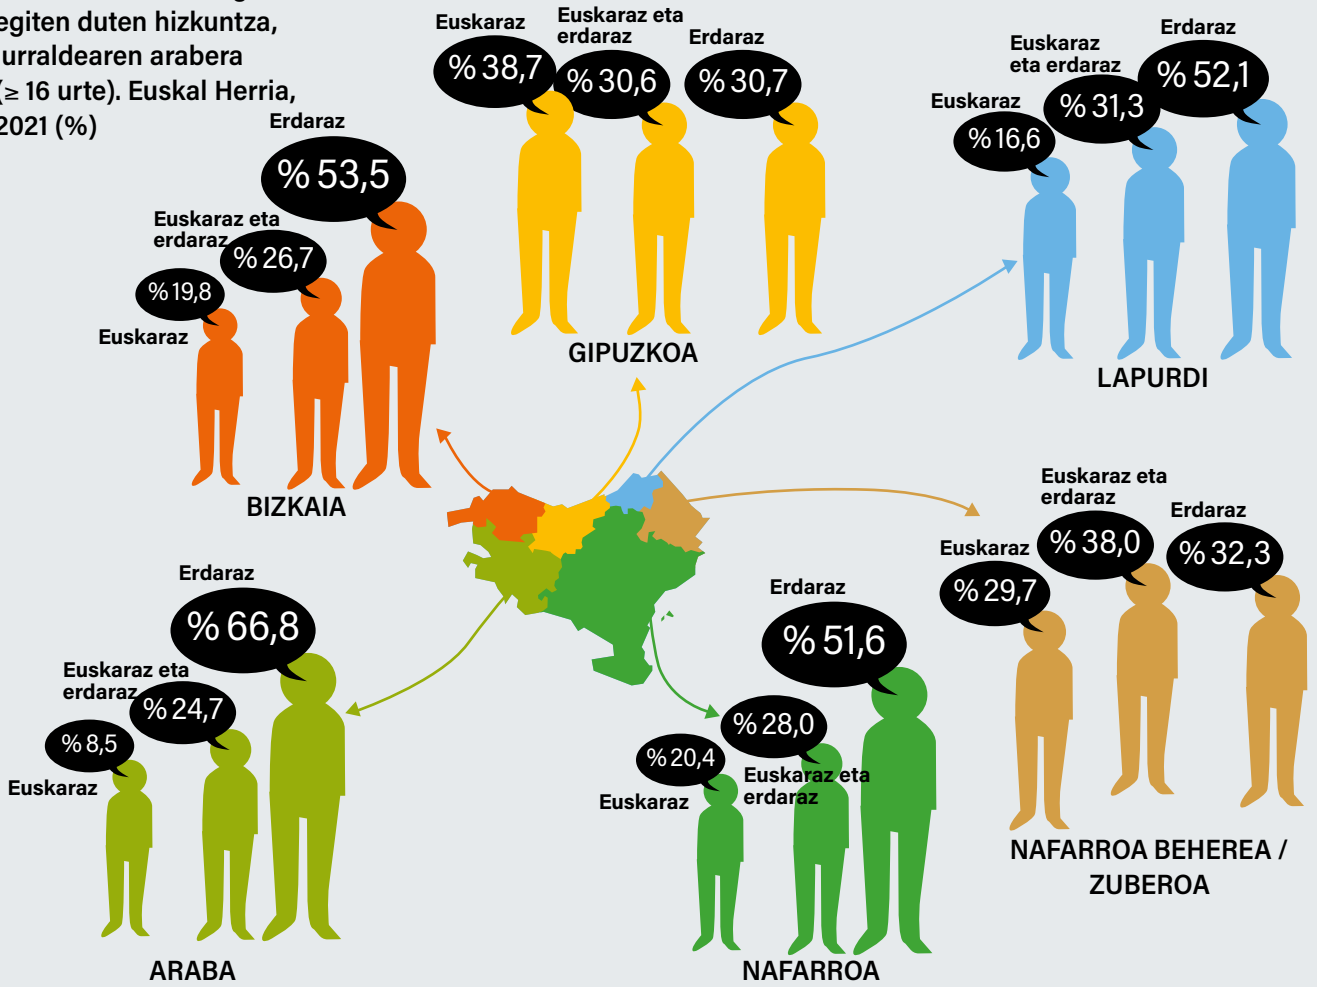 egiten duten hizkuntza,
lurraldearen arabera
(≥ 16 urte). Euskal Herria,
2021 (%)
Erdaraz
% 53,5
Euskaraz eta
erdaraz
% 26,7
% 19,8
Euskaraz
BIZKAIA
Euskaraz
% 38,7
Euskaraz eta
erdaraz
% 30,6
Erdaraz
% 30,7
GIPUZKOA
Euskaraz
% 16,6
Euskaraz
eta erdaraz
% 31,3
Erdaraz
% 52,1
LAPURDI
Erdaraz
% 66,8
Euskaraz eta
erdaraz
% 24,7
% 8,5
Euskaraz
ARABA
Erdaraz
% 51,6
% 28,0
Euskaraz eta
erdaraz
% 20,4
Euskaraz
NAFARROA
Euskaraz
% 29,7
Euskaraz eta
erdaraz
% 38,0
Erdaraz
% 32,3
NAFARROA BEHEREA /
ZUBEROA